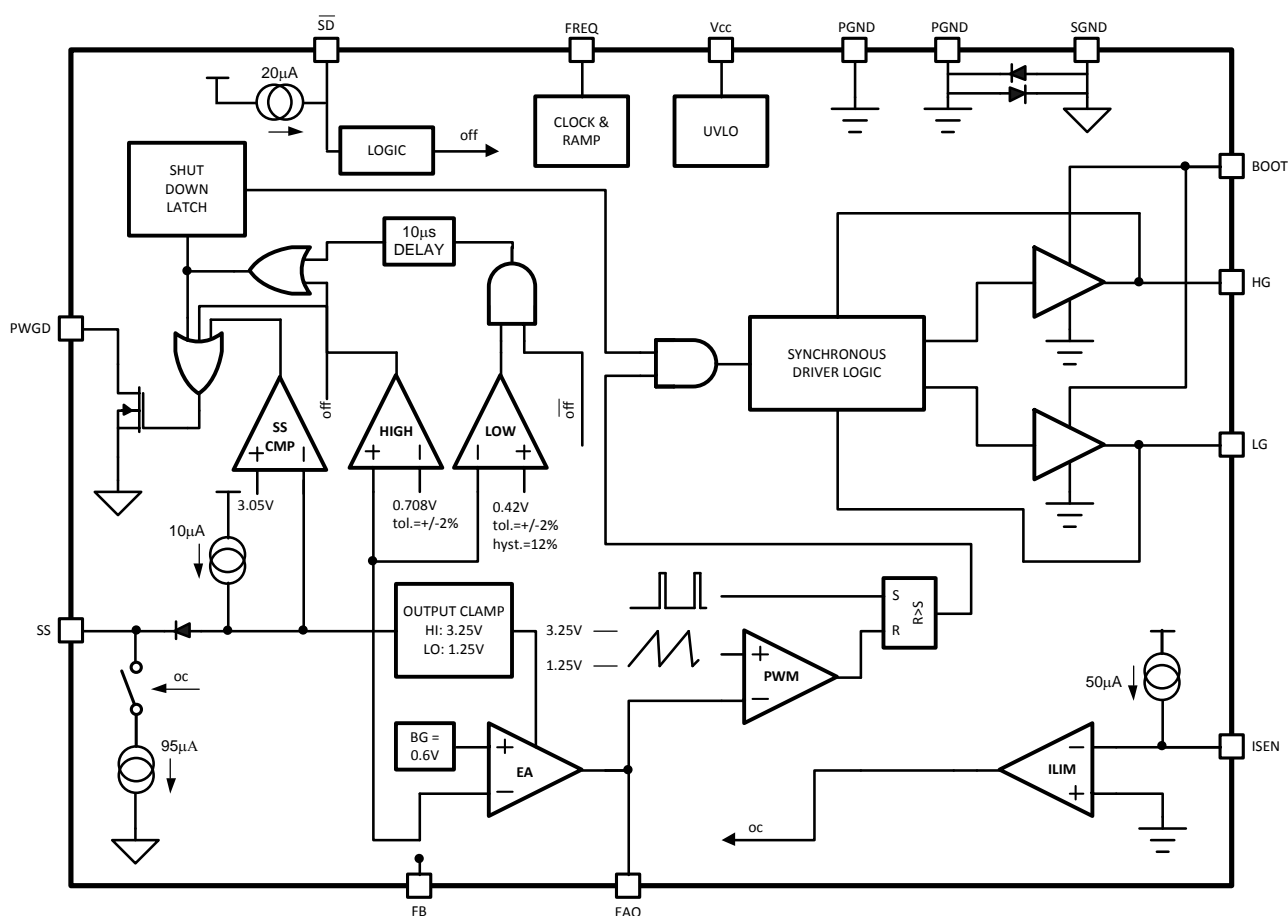 SD
FREQ
Vcc
PGND
PGND
SGND
20μA
CLOCK &
RAMP
UVLO
LOGIC
off
SHUT
DOWN
LATCH
BOOT
10μs
DELAY
HG
PWGD
SYNCHRONOUS
DRIVER LOGIC
off
off
SS
CMP
HIGH
LOW
LG
+
−
+
−
−
+
3.05V
0.708V
tol.=+/-2%
0.42V
tol.=+/-2%
hyst.=12%
10μA
OUTPUT CLAMP
HI: 3.25V
LO: 1.25V
S
R
R>S
SS
3.25V
1.25V
+
−
PWM
oc
50μA
BG =
0.6V
+
−
EA
95μA
ISEN
−
+
ILIM
oc
FB
EAO